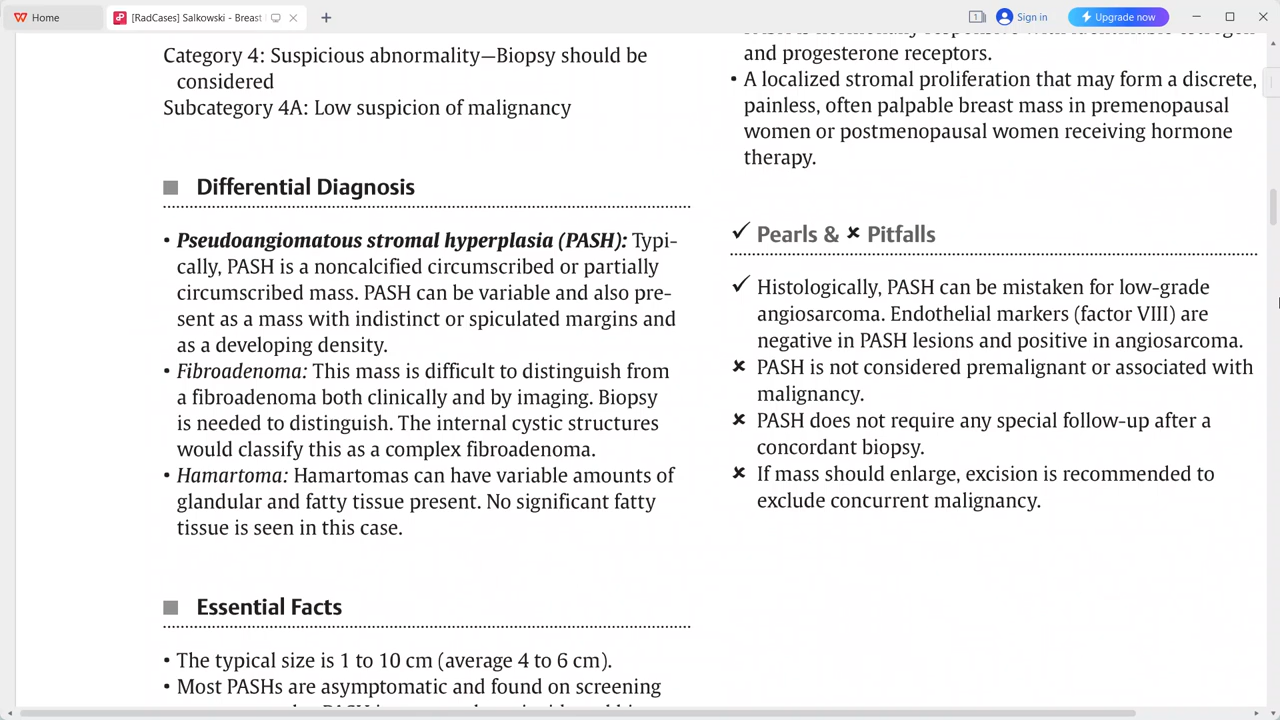 Home
[RadCases] Salkowski - Breast
Sign in
Upgrade now
Category 4: Suspicious abnormality—Biopsy should be
considered
Subcategory 4A: Low suspicion of malignancy
Differential Diagnosis
• Pseudoangiomatous stromal hyperplasia (PASH): Typi-
cally, PASH is a noncalcified circumscribed or partially
circumscribed mass. PASH can be variable and also pre-
sent as a mass with indistinct or spiculated margins and
as a developing density.
• Fibroadenoma: This mass is difficult to distinguish from
a fibroadenoma both clinically and by imaging. Biopsy
is needed to distinguish. The internal cystic structures
would classify this as a complex fibroadenoma.
• Hamartoma: Hamartomas can have variable amounts of
glandular and fatty tissue present. No significant fatty
tissue is seen in this case.
Essential Facts
• The typical size is 1 to 10 cm (average 4 to 6 cm).
• Most PASHs are asymptomatic and found on screening
and progesterone receptors.
• A localized stromal proliferation that may form a discrete,
painless, often palpable breast mass in premenopausal
women or postmenopausal women receiving hormone
therapy.
✓ Pearls & ✖ Pitfalls
✓ Histologically, PASH can be mistaken for low-grade
angiosarcoma. Endothelial markers (factor VIII) are
negative in PASH lesions and positive in angiosarcoma.
✖ PASH is not considered premalignant or associated with
malignancy.
✖ PASH does not require any special follow-up after a
concordant biopsy.
✖ If mass should enlarge, excision is recommended to
exclude concurrent malignancy.